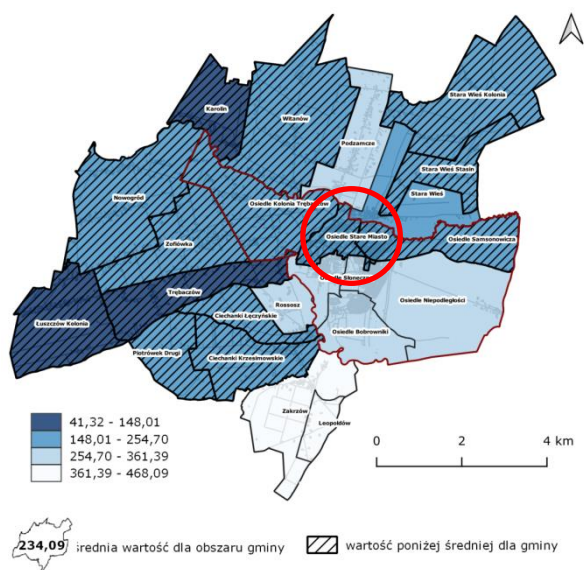 Karolin
Witanów
Stara Wieś Kolonia
Podzamcze
Stara Wieś Stasin
Nowogród
Stara Wieś
Osiedle Kolonia Trębaczów
Osiedle Stare Miasto
Osiedle Samsonowicza
Zofiówka
Trębaczów
Osiedle Słoneczne
Rossosz
Osiedle Niepodległości
Luszczów Kolonia
Ciechanki Łęczyńskie
Osiedle Bobrowniki
Piotrówek Drugi
Ciechanki Krzesimowskie
Zakrzów
Leopoldów
41,32 - 148,01
148,01 - 254,70
254,70 - 361,39
361,39 - 468,09
0 2 4 km
234,09 średnia wartość dla obszaru gminy
wartość poniżej średniej dla gminy